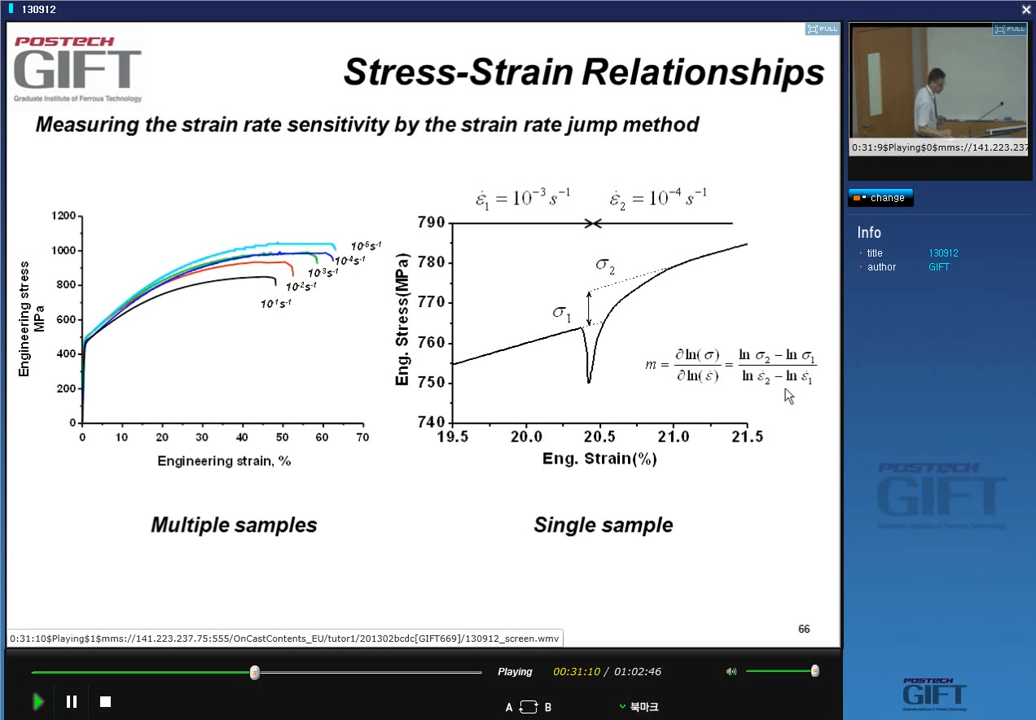 130912
FULL
POSTECH
GIFT
Graduate Institute of Ferrous Technology
Stress-Strain Relationships
Measuring the strain rate sensitivity by the strain rate jump method
Engineering stress
MPa
1200
1000
800
600
400
200
0
0 10 20 30 40 50 60 70
Engineering strain, %
10⁻⁵s⁻¹
10⁻⁴s⁻¹
10⁻³s⁻¹
10⁻²s⁻¹
10⁻¹s⁻¹
Multiple samples
ε̇₁ = 10⁻³ s⁻¹ ε̇₂ = 10⁻⁴ s⁻¹
Eng. Stress(MPa)
790
780
770
760
750
740
σ₂
σ₁
m = ∂ln(σ) / ∂ln(ε̇) = (ln σ₂ − ln σ₁) / (ln ε̇₂ − ln ε̇₁)
19.5 20.0 20.5 21.0 21.5
Eng. Strain(%)
Single sample
66
0:31:10$Playing$1$mms://141.223.237.75:555/OnCastContents_EU/tutor1/201302bcdc[GIFT669]/130912_screen.wmv
Playing 00:31:10 / 01:02:46
A B 북마크
FULL
0:31:9$Playing$0$mms://141.223.237
change
Info
title 130912
author GIFT
POSTECH
GIFT
Graduate Institute of Ferrous Technology
POSTECH
GIFT